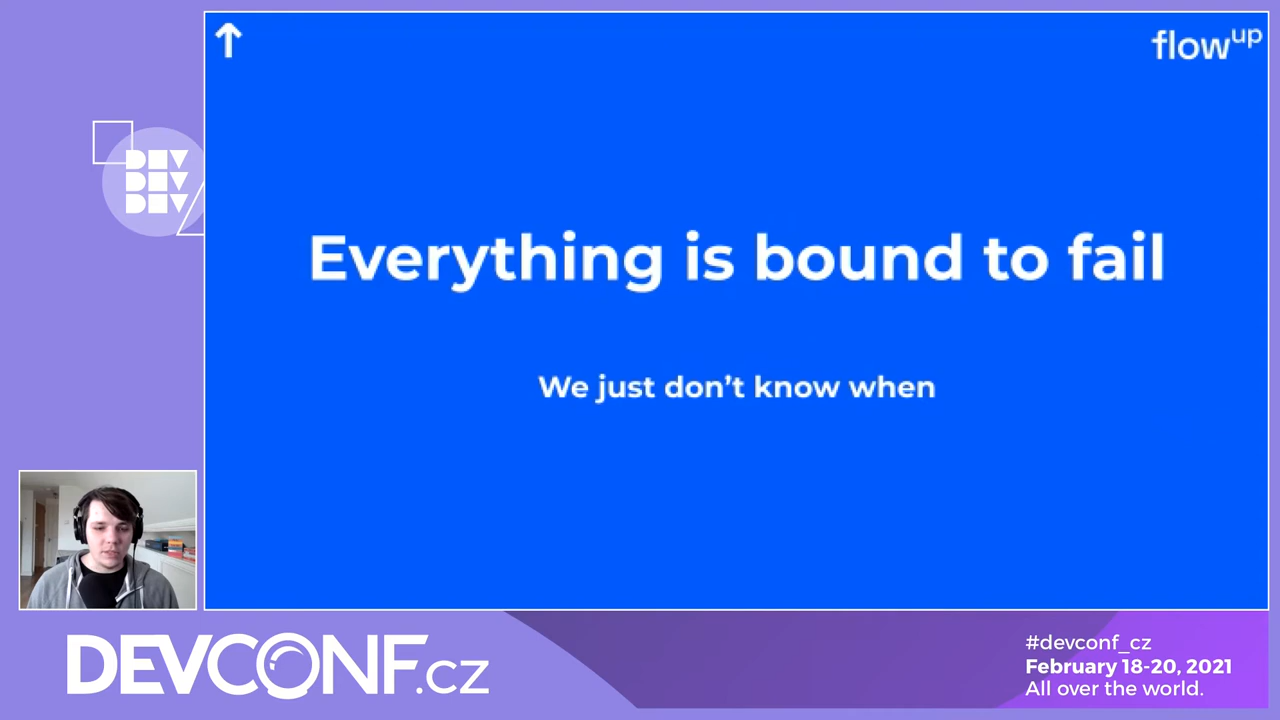 flowup
DEV
DEV
DEV
Everything is bound to fail
We just don’t know when
DEVCONF.cz
#devconf_cz
February 18-20, 2021
All over the world.